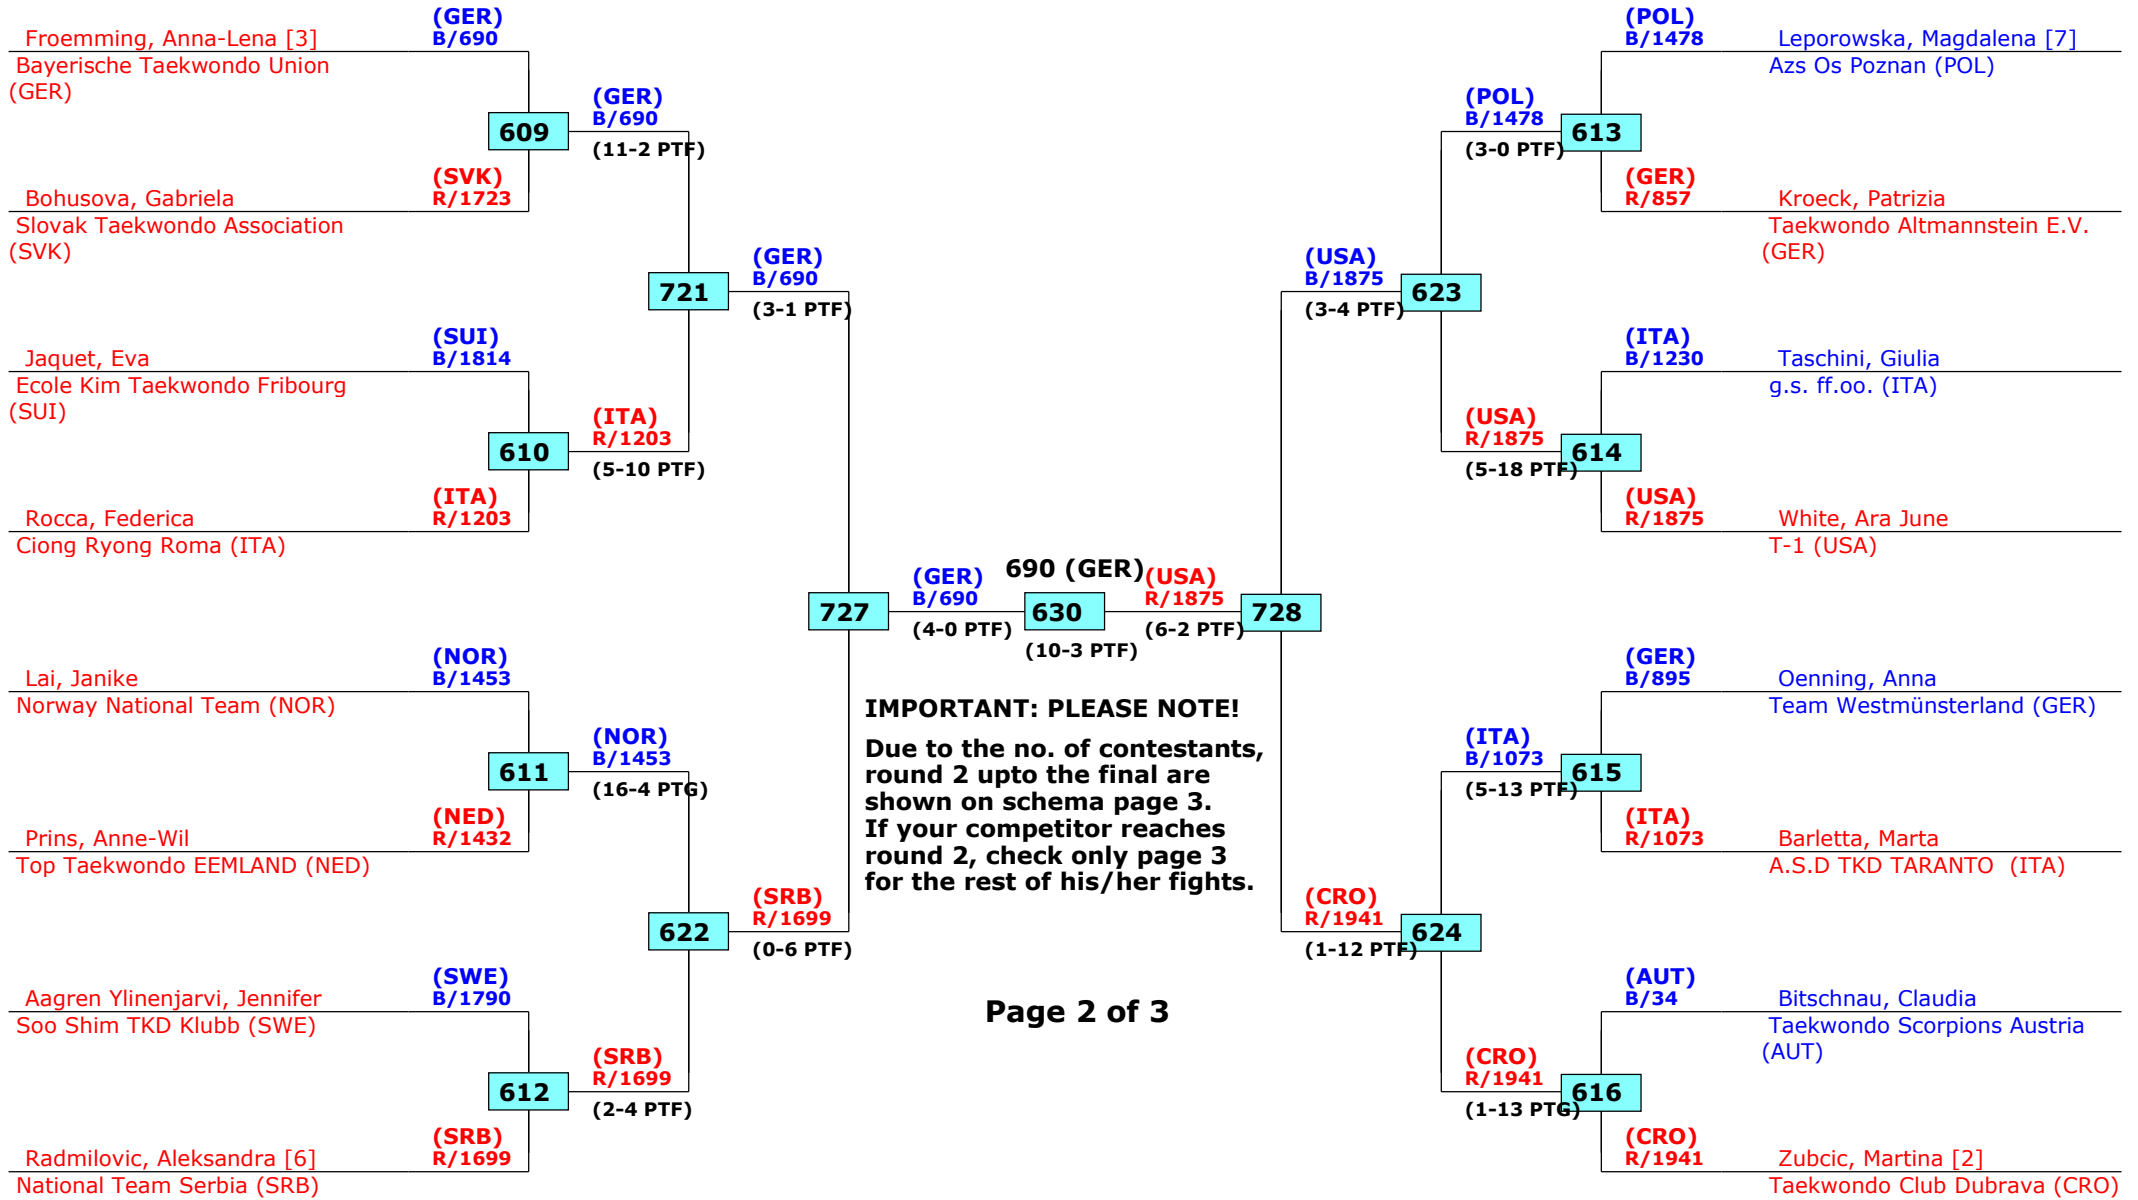 (GER)
Froemming, Anna-Lena [3]
B/690
Bayerische Taekwondo Union
(GER)
609
(GER)
B/690
(11-2 PTF)
(SVK)
Bohusova, Gabriela
R/1723
Slovak Taekwondo Association
(SVK)
721
(GER)
B/690
(3-1 PTF)
(SUI)
Jaquet, Eva
B/1814
Ecole Kim Taekwondo Fribourg
(SUI)
610
(ITA)
R/1203
(5-10 PTF)
(ITA)
Rocca, Federica
R/1203
Ciong Ryong Roma (ITA)
727
(GER)
B/690
(4-0 PTF)
690 (GER)
630
(10-3 PTF)
(USA)
R/1875
(6-2 PTF)
728
(NOR)
Lai, Janike
B/1453
Norway National Team (NOR)
611
(NOR)
B/1453
(16-4 PTG)
(NED)
Prins, Anne-Wil
R/1432
Top Taekwondo EEMLAND (NED)
622
(SRB)
R/1699
(0-6 PTF)
(SWE)
Aagren Ylinenjarvi, Jennifer
B/1790
Soo Shim TKD Klubb (SWE)
612
(SRB)
R/1699
(2-4 PTF)
(SRB)
Radmilovic, Aleksandra [6]
R/1699
National Team Serbia (SRB)
IMPORTANT: PLEASE NOTE!
Due to the no. of contestants,
round 2 upto the final are
shown on schema page 3.
If your competitor reaches
round 2, check only page 3
for the rest of his/her fights.
Page 2 of 3
(POL)
B/1478
Leporowska, Magdalena [7]
Azs Os Poznan (POL)
(POL)
B/1478
(3-0 PTF)
613
(GER)
R/857
Kroeck, Patrizia
Taekwondo Altmannstein E.V.
(GER)
(USA)
B/1875
(3-4 PTF)
623
(ITA)
B/1230
Taschini, Giulia
g.s. ff.oo. (ITA)
(USA)
R/1875
(5-18 PTF)
614
(USA)
R/1875
White, Ara June
T-1 (USA)
(GER)
B/895
Oenning, Anna
Team Westmünsterland (GER)
(ITA)
B/1073
(5-13 PTF)
615
(ITA)
R/1073
Barletta, Marta
A.S.D TKD TARANTO  (ITA)
(CRO)
R/1941
(1-12 PTF)
624
(AUT)
B/34
Bitschnau, Claudia
Taekwondo Scorpions Austria
(AUT)
(CRO)
R/1941
(1-13 PTG)
616
(CRO)
R/1941
Zubcic, Martina [2]
Taekwondo Club Dubrava (CRO)